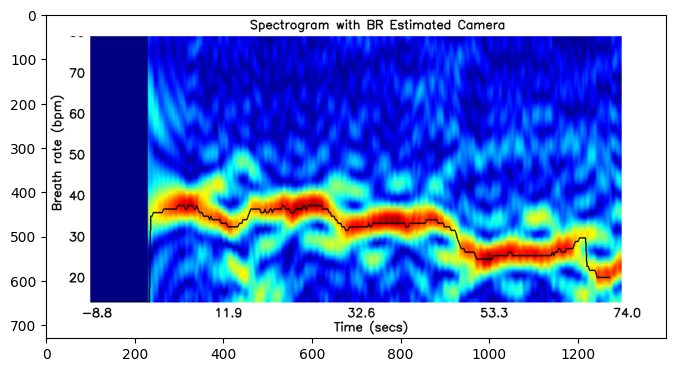 Spectrogram with BR Estimated Camera
0
100
200
300
400
500
600
700
70
60
50
40
30
20
Breath rate (bpm)
−8.8 11.9 32.6 53.3 74.0
Time (secs)
0 200 400 600 800 1000 1200